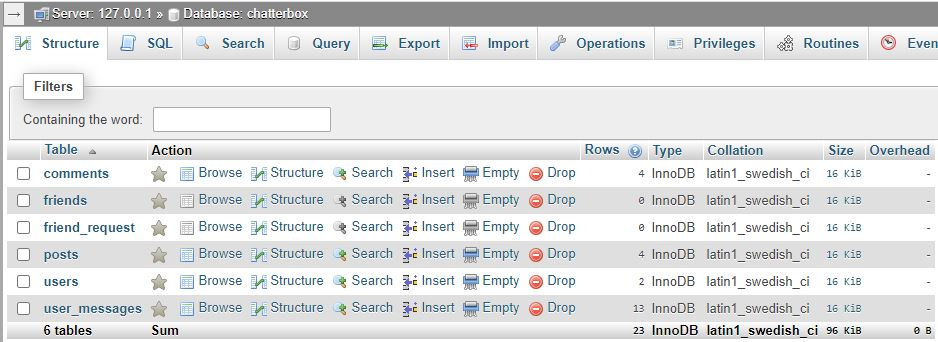 Server: 127.0.0.1 » Database: chatterbox
Structure SQL Search Query Export Import Operations Privileges Routines Even
Filters
Containing the word:
Table Action Rows Type Collation Size Overhead
comments Browse Structure Search Insert Empty Drop 4 InnoDB latin1_swedish_ci 16 KiB -
friends Browse Structure Search Insert Empty Drop 0 InnoDB latin1_swedish_ci 16 KiB -
friend_request Browse Structure Search Insert Empty Drop 0 InnoDB latin1_swedish_ci 16 KiB -
posts Browse Structure Search Insert Empty Drop 4 InnoDB latin1_swedish_ci 16 KiB -
users Browse Structure Search Insert Empty Drop 2 InnoDB latin1_swedish_ci 16 KiB -
user_messages Browse Structure Search Insert Empty Drop 13 InnoDB latin1_swedish_ci 16 KiB -
6 tables Sum 23 InnoDB latin1_swedish_ci 96 KiB 0 B